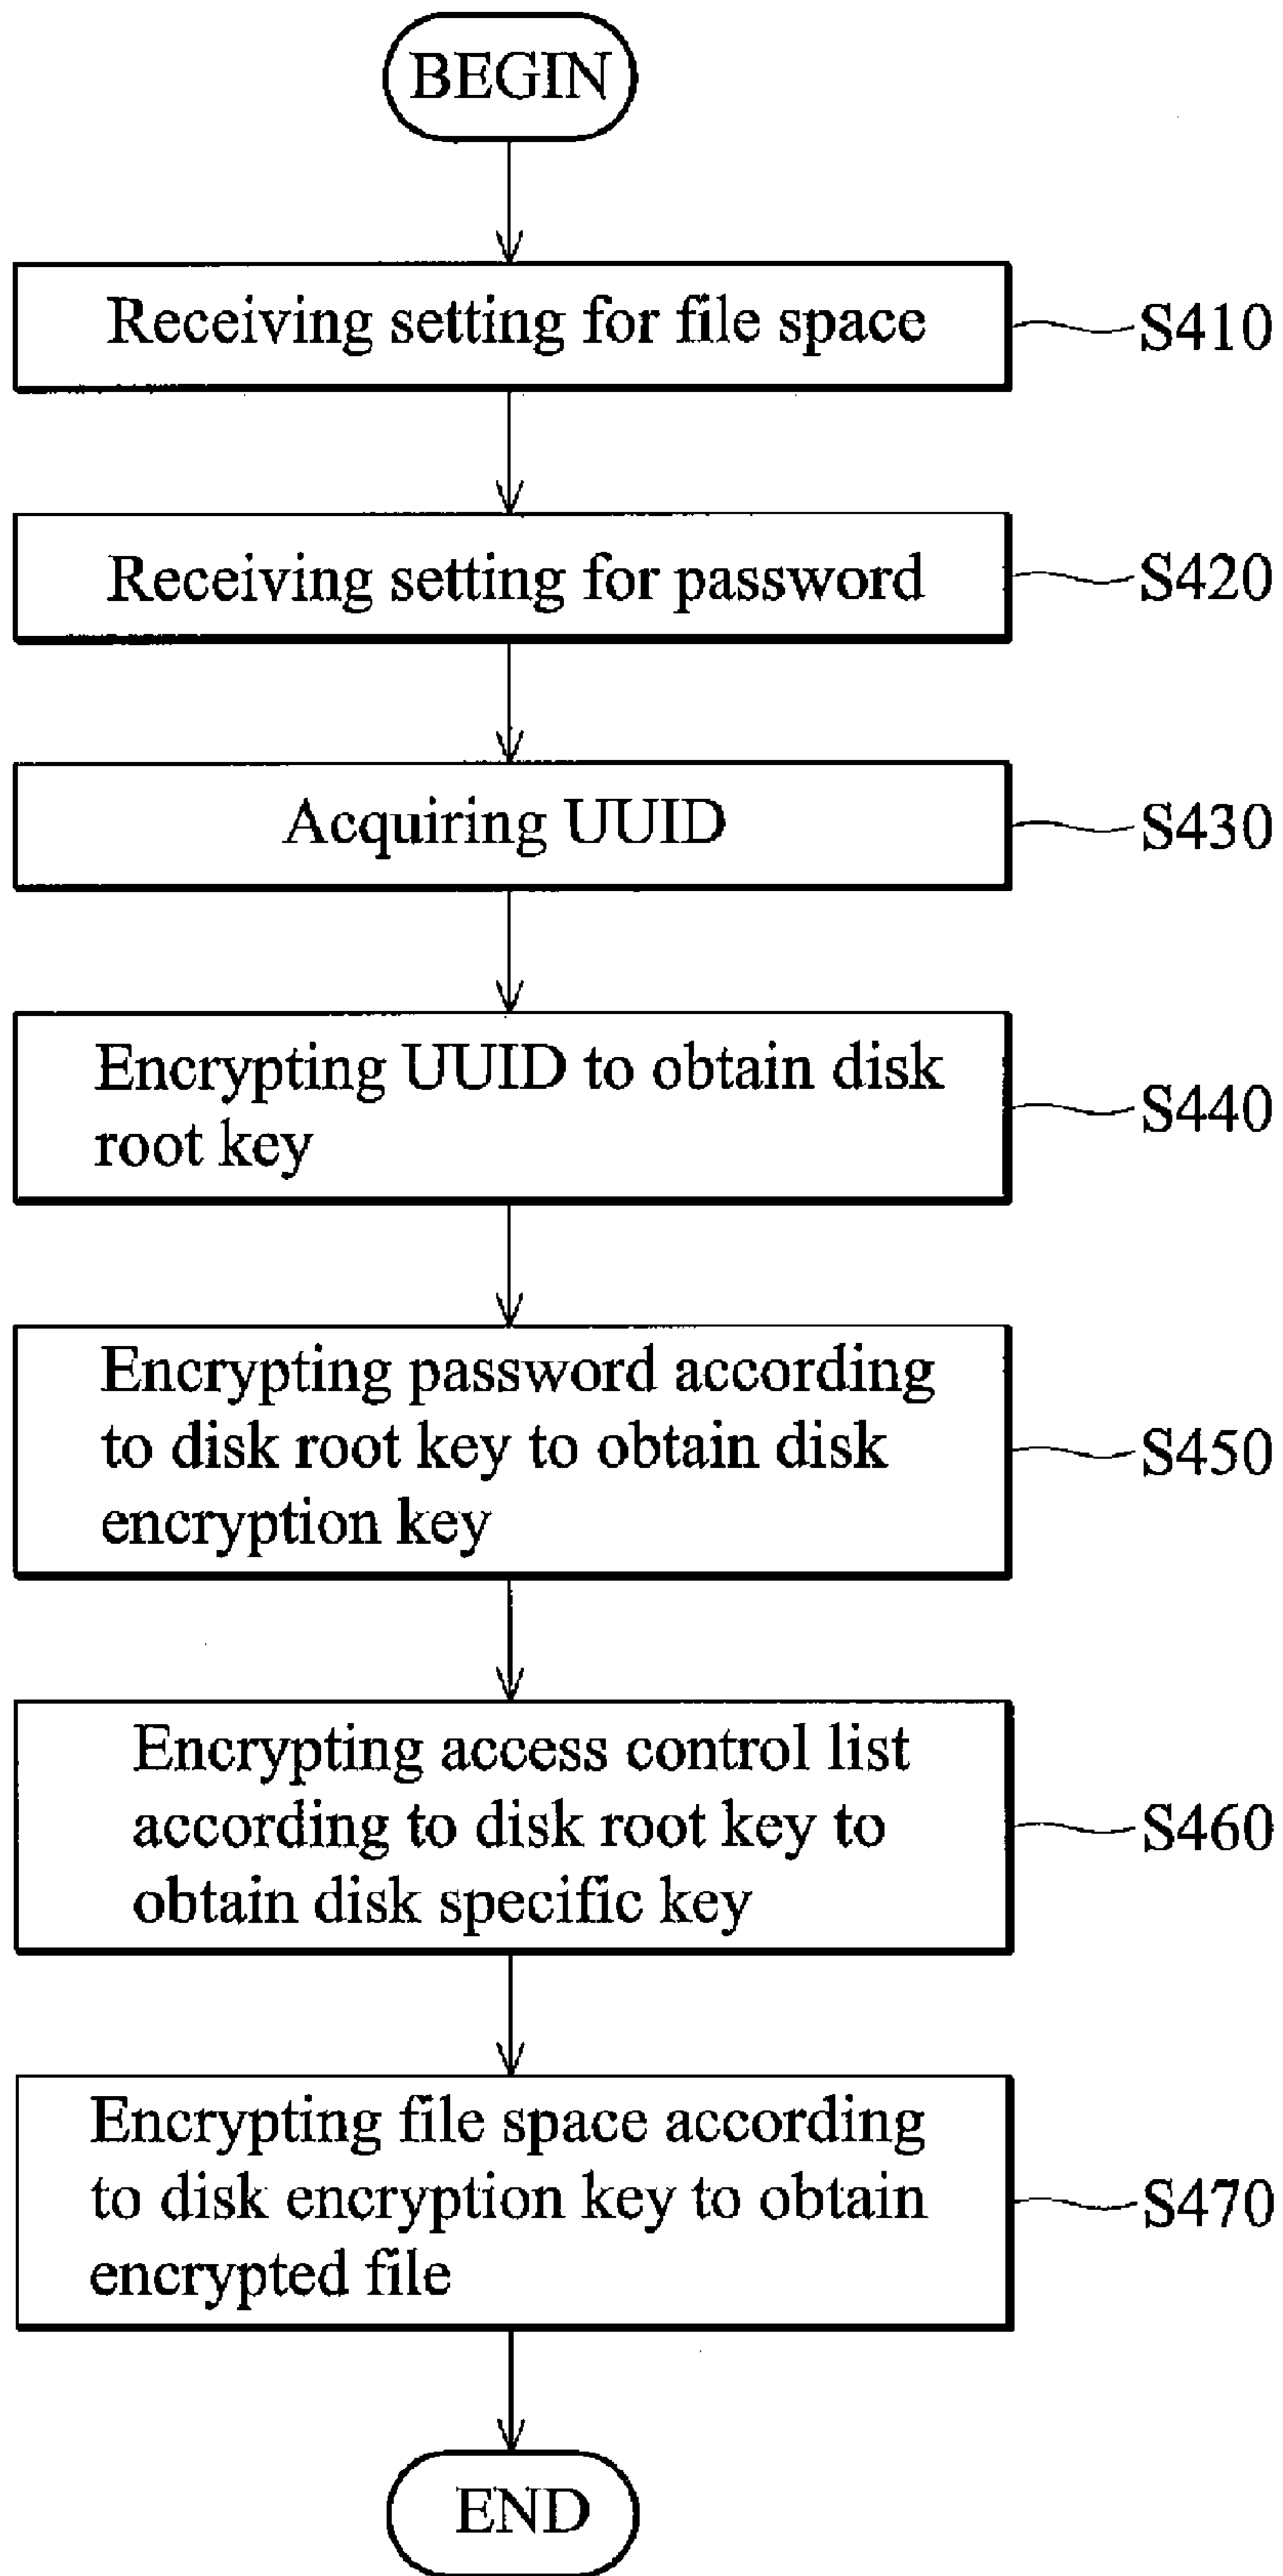 BEGIN
Receiving setting for file space
S410
Receiving setting for password
S420
Acquiring UUID
S430
Encrypting UUID to obtain disk
root key
S440
Encrypting password according
to disk root key to obtain disk
encryption key
S450
Encrypting access control list
according to disk root key to
obtain disk specific key
S460
Encrypting file space according
to disk encryption key to obtain
encrypted file
S470
END